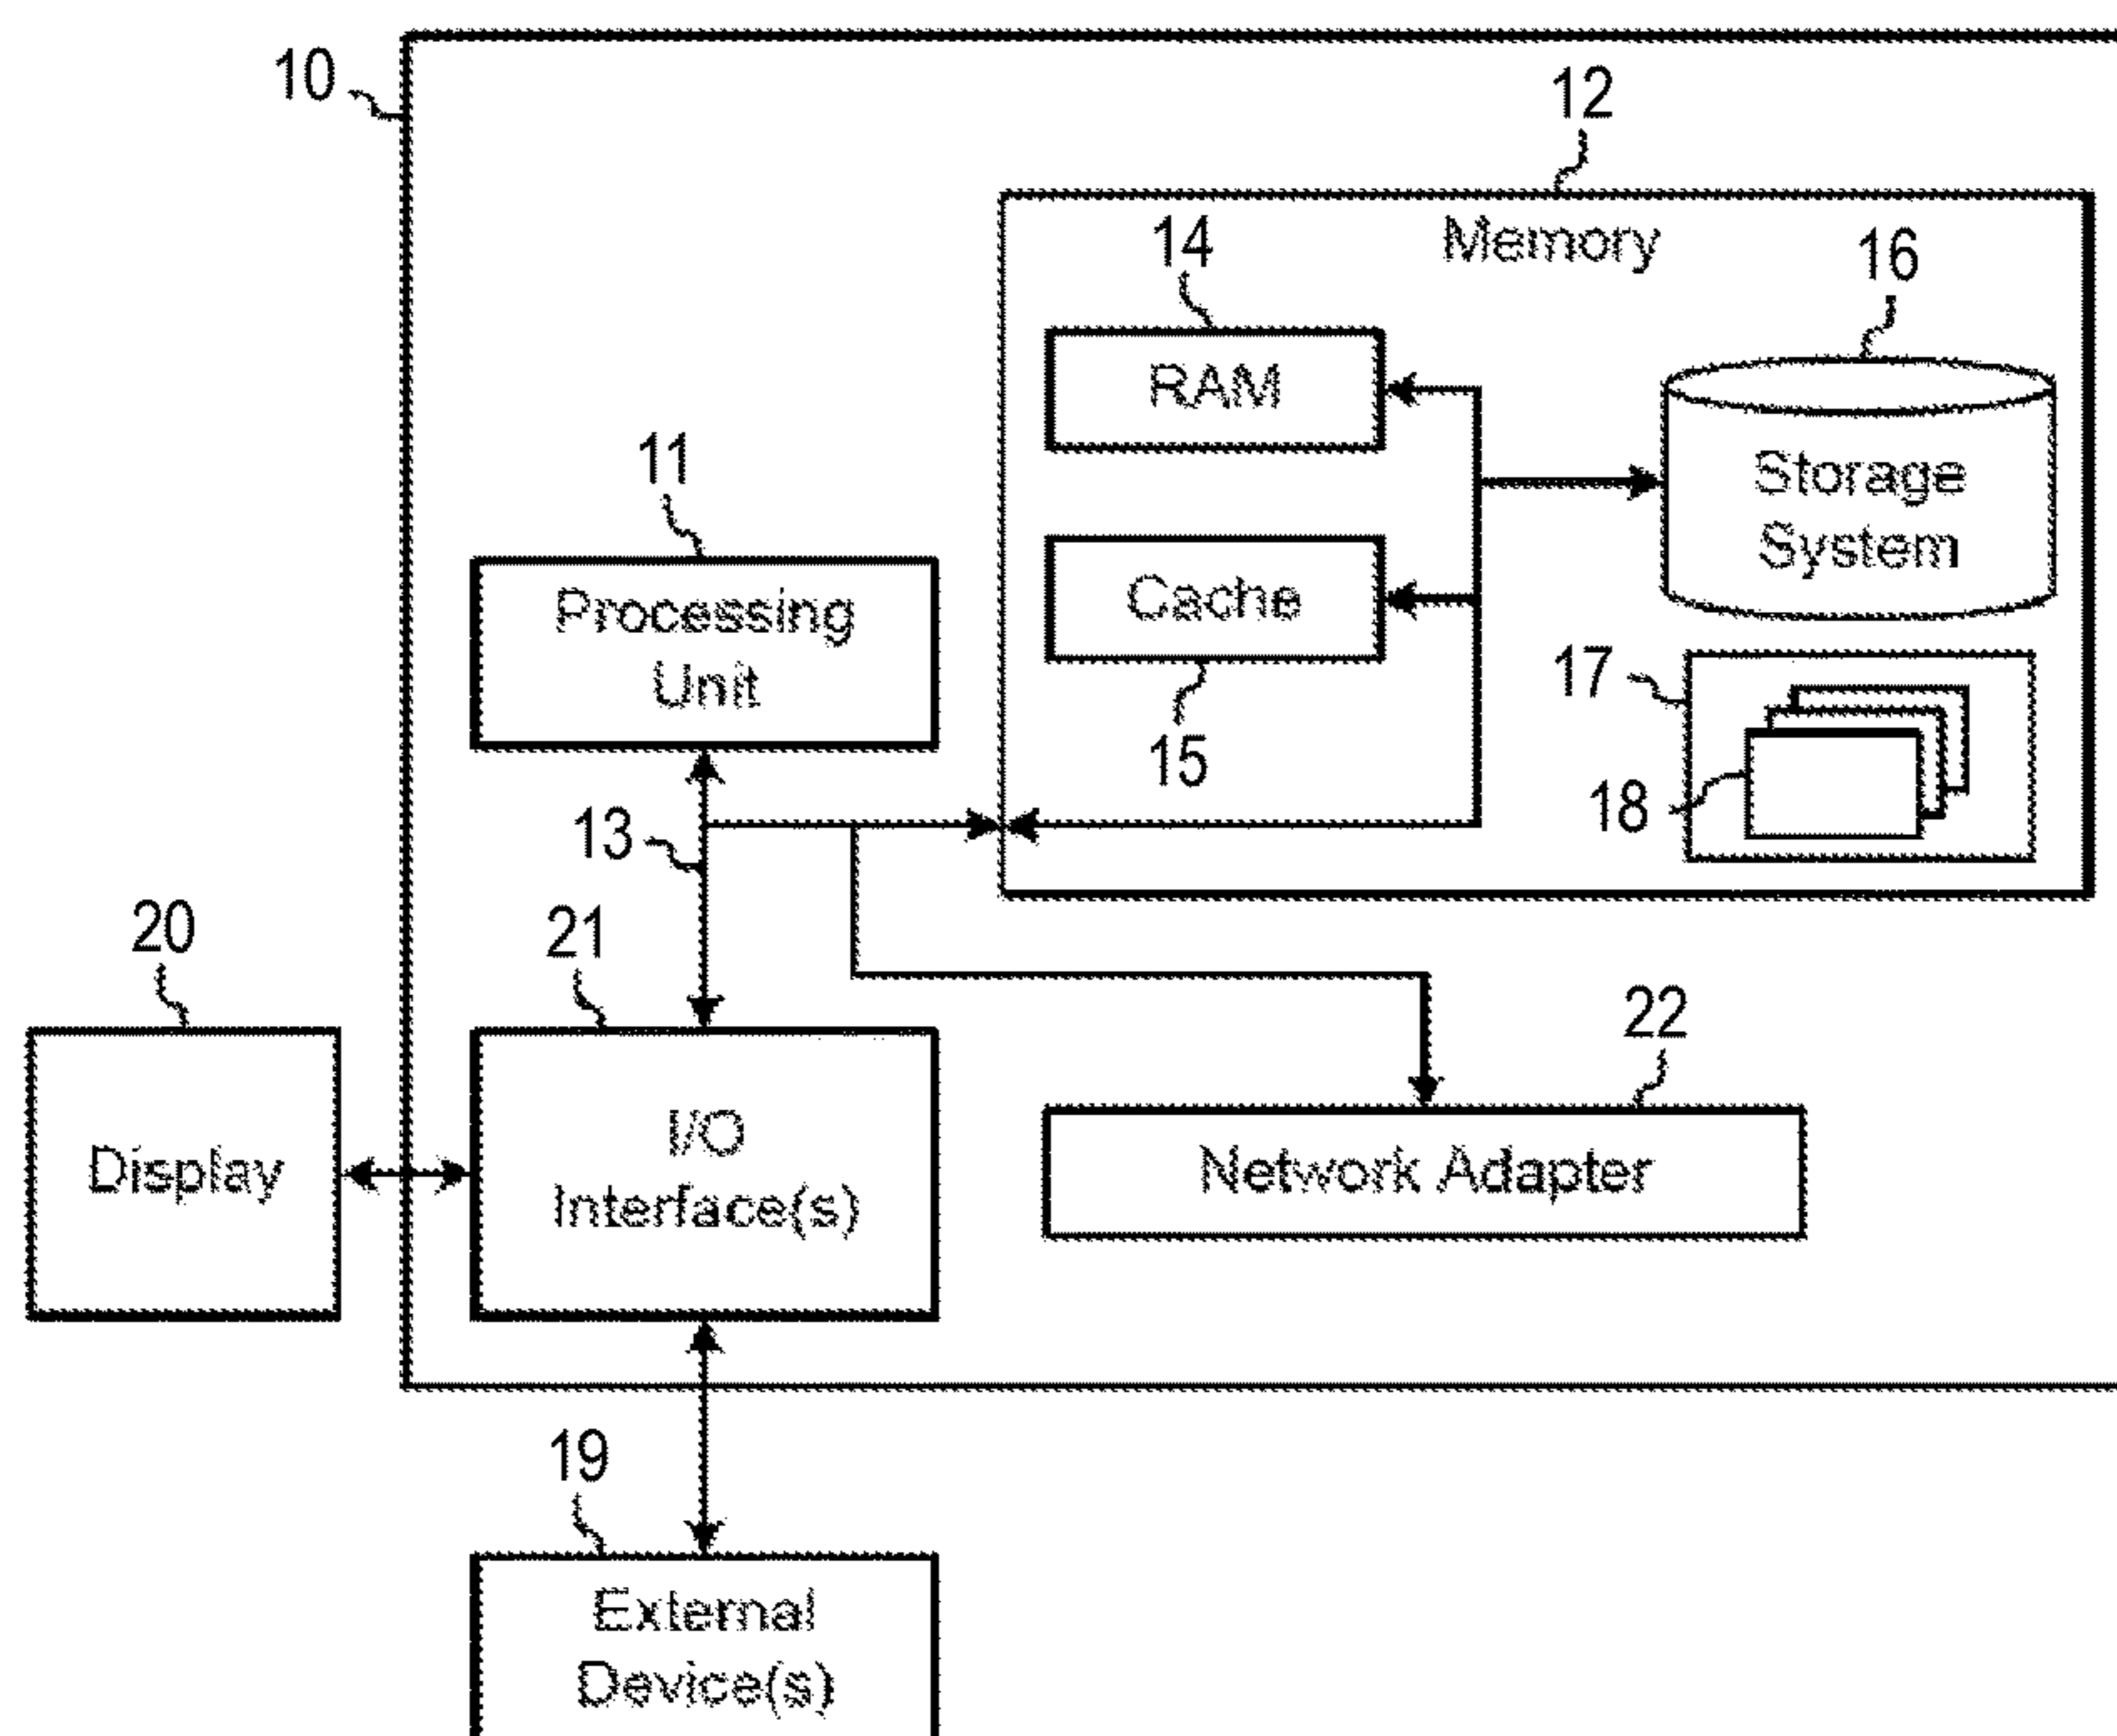 10
12
Memory
14
16
RAM
Storage
System
11
Processing
Unit
Cache
15
17
18
13
20
21
22
Display
I/O
Interface(s)
Network Adapter
19
External
Device(s)